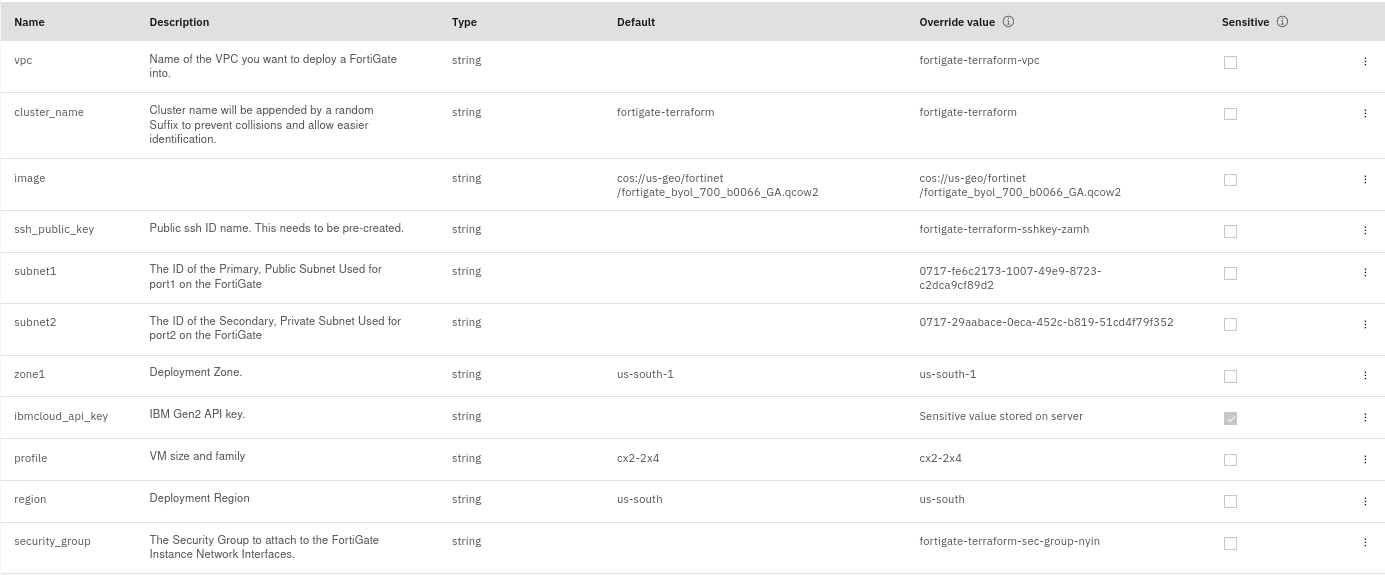 Name Description Type Default Override value Sensitive
vpc Name of the VPC you want to deploy a FortiGate string fortigate-terraform-vpc
into.
cluster_name Cluster name will be appended by a random string fortigate-terraform fortigate-terraform
Suffix to prevent collisions and allow easier
identification.
image string cos://us-geo/fortinet cos://us-geo/fortinet
/fortigate_byol_700_b0066_GA.qcow2 /fortigate_byol_700_b0066_GA.qcow2
ssh_public_key Public ssh ID name. This needs to be pre-created. string fortigate-terraform-sshkey-zamh
subnet1 The ID of the Primary, Public Subnet Used for string 0717-fe6c2173-1007-49e9-8723-
port1 on the FortiGate c2dca9cf89d2
subnet2 The ID of the Secondary, Private Subnet Used for string 0717-29aabace-0eca-452c-b819-51cd4f79f352
port2 on the FortiGate
zone1 Deployment Zone. string us-south-1 us-south-1
ibmcloud_api_key IBM Gen2 API key. string Sensitive value stored on server
profile VM size and family string cx2-2x4 cx2-2x4
region Deployment Region string us-south us-south
security_group The Security Group to attach to the FortiGate string fortigate-terraform-sec-group-nyin
Instance Network Interfaces.